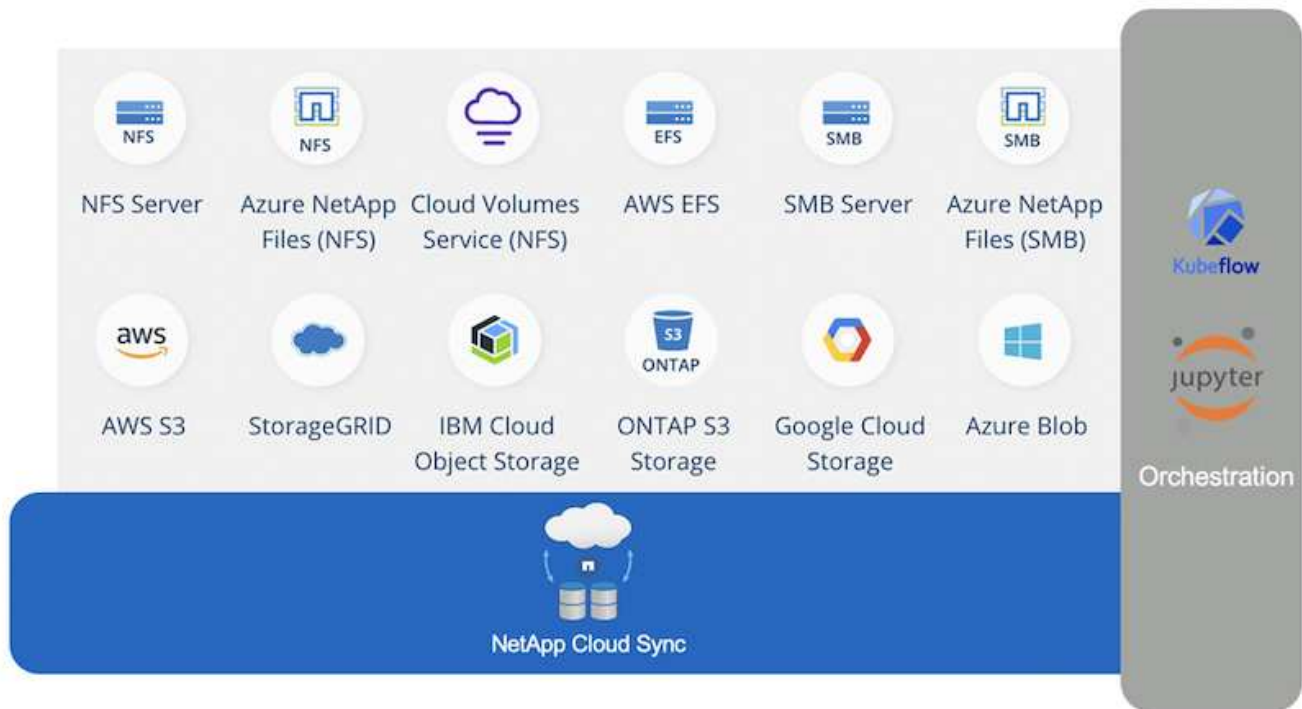 NFS
NFS
EFS
SMB
SMB
NFS Server
Azure NetApp
Files (NFS)
Cloud Volumes
Service (NFS)
AWS EFS
SMB Server
Azure NetApp
Files (SMB)
aws
S3
ONTAP
AWS S3
StorageGRID
IBM Cloud
Object Storage
ONTAP S3
Storage
Google Cloud
Storage
Azure Blob
NetApp Cloud Sync
Kubeflow
jupyter
Orchestration